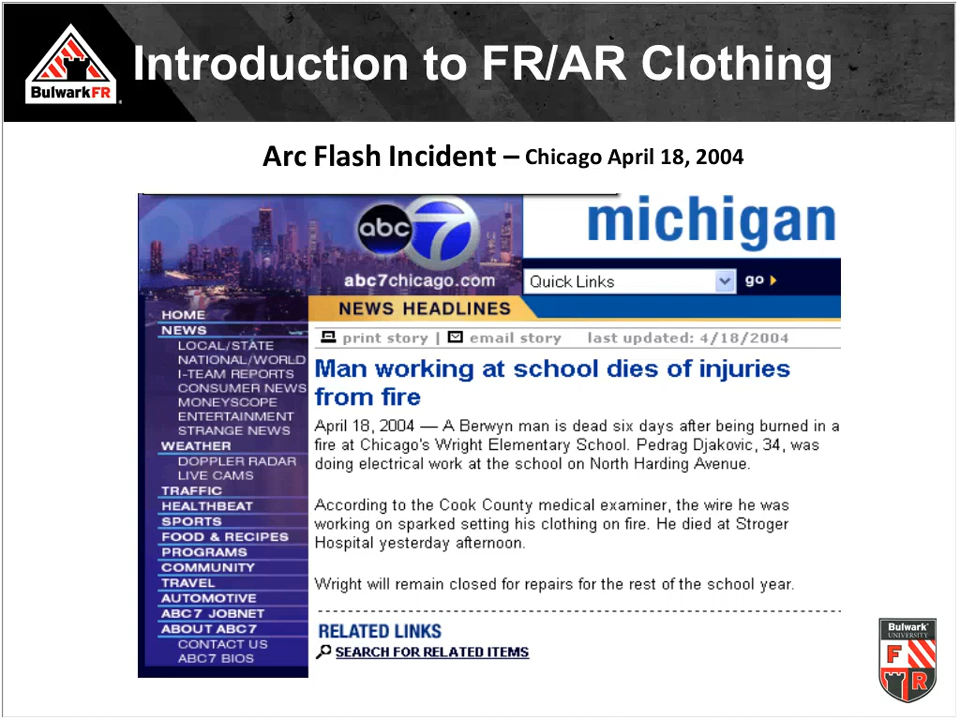 Introduction to FR/AR Clothing
BulwarkFR
Arc Flash Incident – Chicago April 18, 2004
abc 7
abc7chicago.com
michigan
Quick Links
go
NEWS HEADLINES
HOME
NEWS
LOCAL/STATE
NATIONAL/WORLD
I-TEAM REPORTS
CONSUMER NEWS
MONEYSCOPE
ENTERTAINMENT
STRANGE NEWS
WEATHER
DOPPLER RADAR
LIVE CAMS
TRAFFIC
HEALTHBEAT
SPORTS
FOOD & RECIPES
PROGRAMS
COMMUNITY
TRAVEL
AUTOMOTIVE
ABC7 JOBNET
ABOUT ABC7
CONTACT US
ABC7 BIOS
print story | email story last updated: 4/18/2004
Man working at school dies of injuries
from fire
April 18, 2004 — A Berwyn man is dead six days after being burned in a
fire at Chicago's Wright Elementary School. Pedrag Djakovic, 34, was
doing electrical work at the school on North Harding Avenue.
According to the Cook County medical examiner, the wire he was
working on sparked setting his clothing on fire. He died at Stroger
Hospital yesterday afternoon.
Wright will remain closed for repairs for the rest of the school year.
RELATED LINKS
SEARCH FOR RELATED ITEMS
Bulwark
UNIVERSITY
F
R